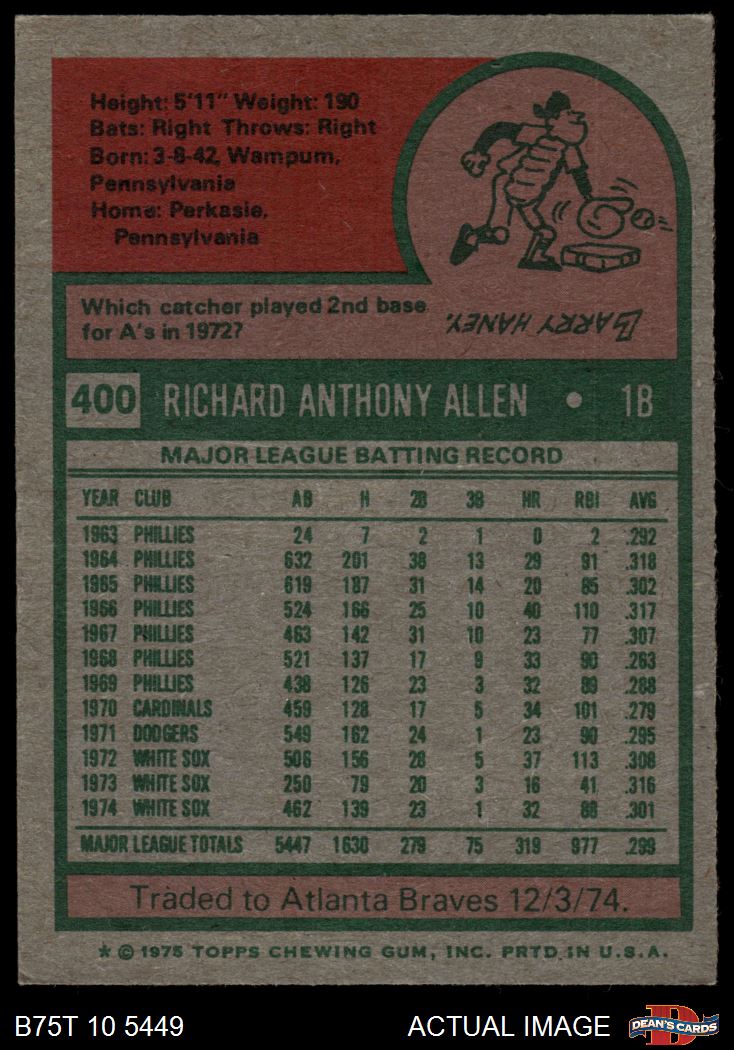 Height: 5'11" Weight: 190
Bats: Right Throws: Right
Born: 3-8-42, Wampum,
Pennsylvania
Home: Perkasie,
Pennsylvania
Which catcher played 2nd base
for A's in 1972?
BARRY HANEY.
400 RICHARD ANTHONY ALLEN • 1B
MAJOR LEAGUE BATTING RECORD
YEAR CLUB AB H 2B 3B HR RBI AVG
1963 PHILLIES 24 7 2 1 0 2 .292
1964 PHILLIES 632 201 38 13 29 91 .318
1965 PHILLIES 619 187 31 14 20 85 .302
1966 PHILLIES 524 166 25 10 40 110 .317
1967 PHILLIES 463 142 31 10 23 77 .307
1968 PHILLIES 521 137 17 9 33 90 .263
1969 PHILLIES 438 126 23 3 32 89 .288
1970 CARDINALS 459 128 17 5 34 101 .279
1971 DODGERS 549 162 24 1 23 90 .295
1972 WHITE SOX 506 156 28 5 37 113 .308
1973 WHITE SOX 250 79 20 3 16 41 .316
1974 WHITE SOX 462 139 23 1 32 88 .301
MAJOR LEAGUE TOTALS 5447 1630 279 75 319 977 .299
Traded to Atlanta Braves 12/3/74.
* © 1975 TOPPS CHEWING GUM, INC. PRTD. IN U.S.A.
B75T 10 5449 ACTUAL IMAGE DEAN'S CARDS